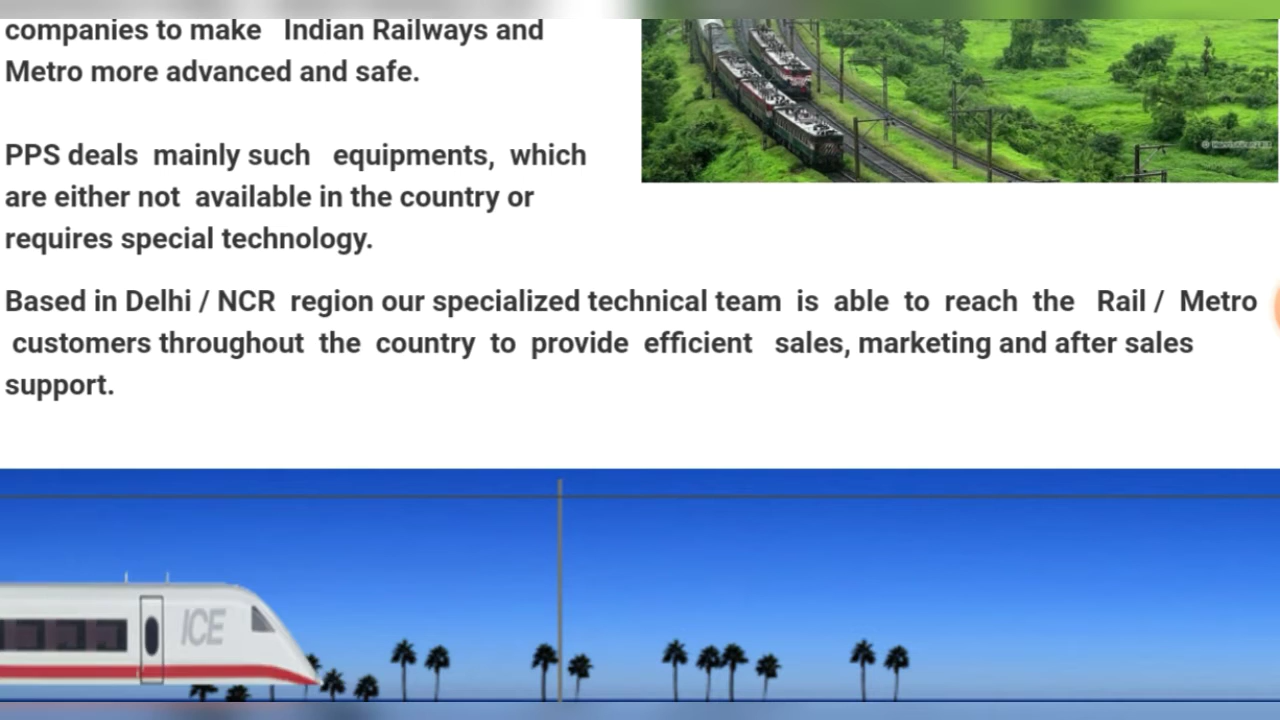 companies to make Indian Railways and
Metro more advanced and safe.
PPS deals mainly such equipments, which
are either not available in the country or
requires special technology.
Based in Delhi / NCR region our specialized technical team is able to reach the Rail / Metro
customers throughout the country to provide efficient sales, marketing and after sales
support.
ICE